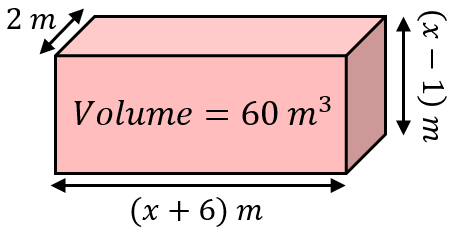 2 m
(x − 1) m
Volume = 60 m³
(x + 6) m